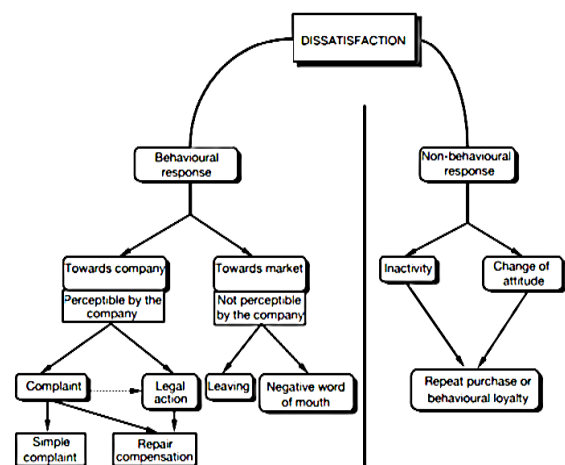 DISSATISFACTION
Behavioural
response
Non-behavioural
response
Towards company
Perceptible by the
company
Towards market
Not perceptible
by the company
Inactivity
Change of
attitude
Complaint
Legal
action
Leaving
Negative word
of mouth
Repeat purchase or
behavioural loyalty
Simple
complaint
Repair
compensation